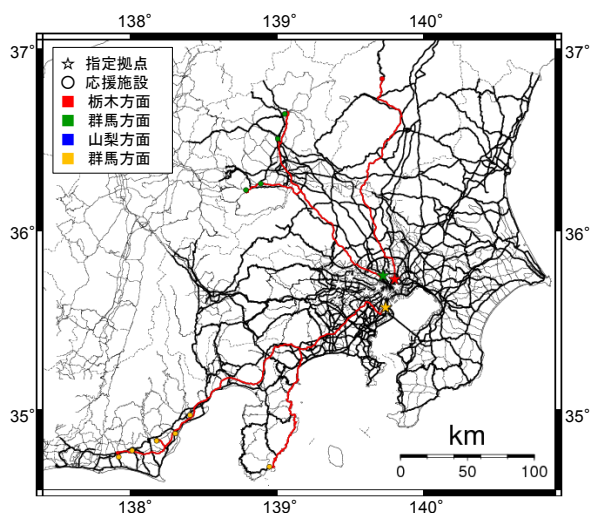 138° 139° 140°
37° 37°
☆ 指定拠点
○ 応援施設
■ 栃木方面
■ 群馬方面
■ 山梨方面
■ 群馬方面
36° 36°
35° 35°
km
0 50 100
138° 139° 140°